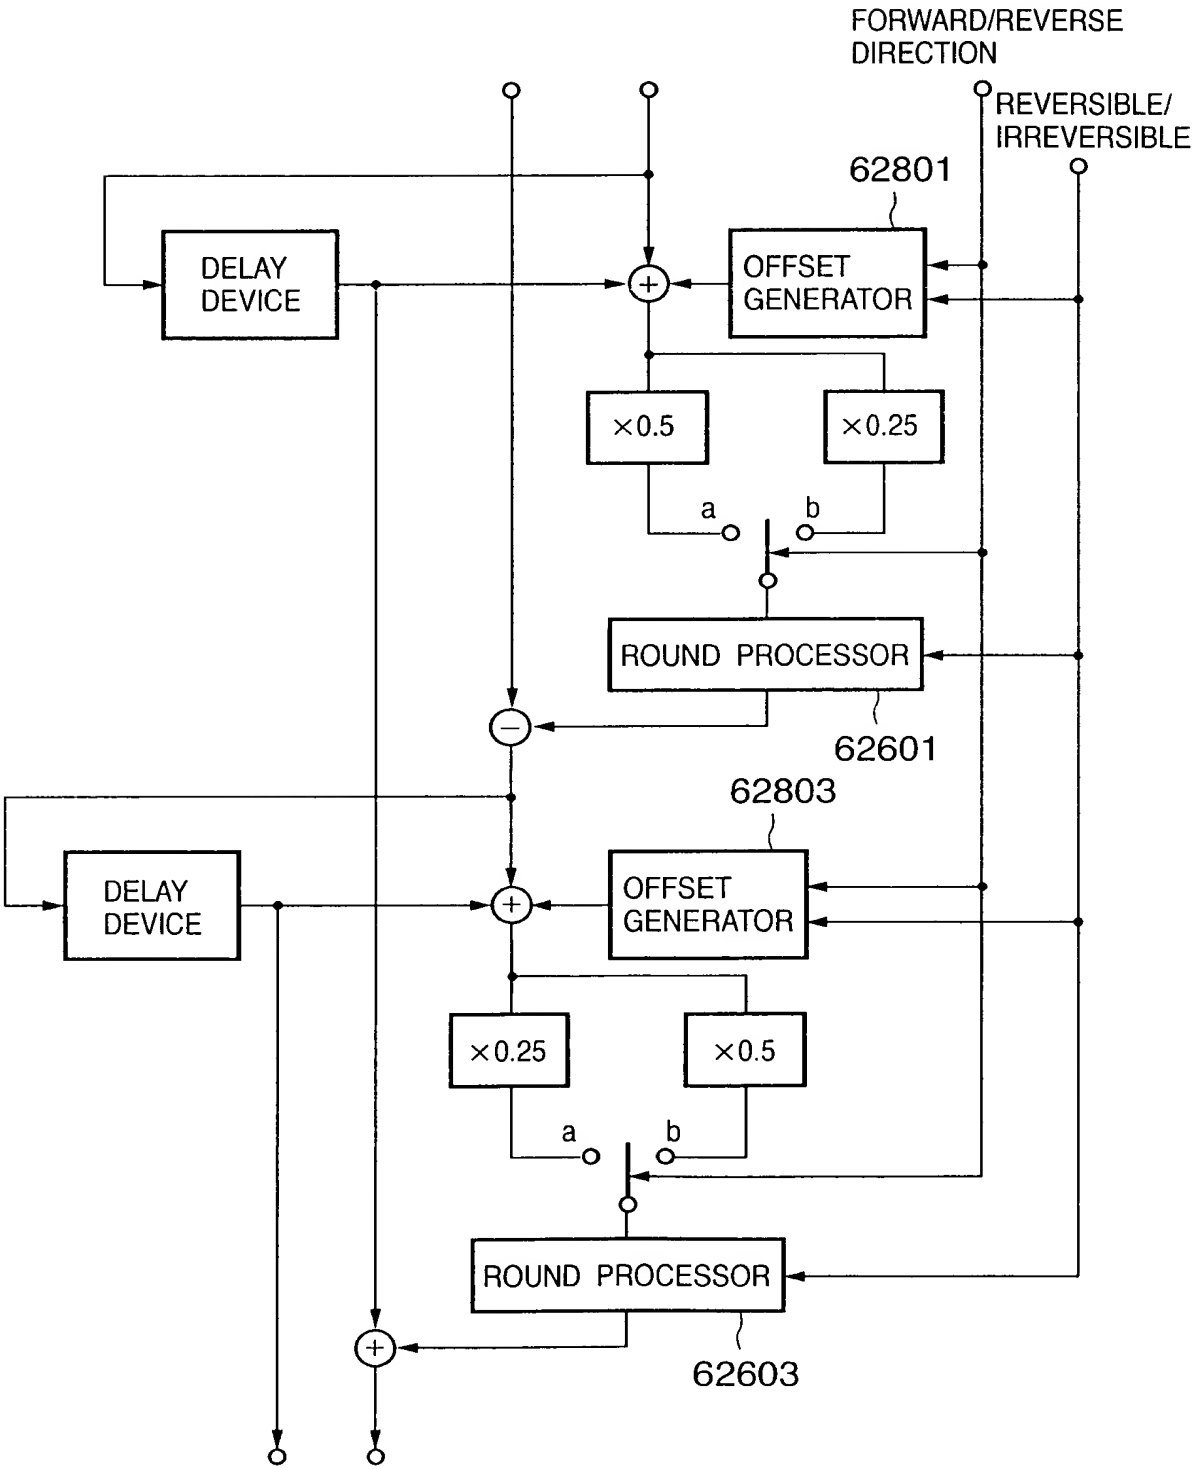 FORWARD/REVERSE
DIRECTION
REVERSIBLE/
IRREVERSIBLE
62801
DELAY
DEVICE
+
OFFSET
GENERATOR
×0.5
×0.25
a
b
ROUND PROCESSOR
62601
−
62803
DELAY
DEVICE
+
OFFSET
GENERATOR
×0.25
×0.5
a
b
ROUND PROCESSOR
+
62603